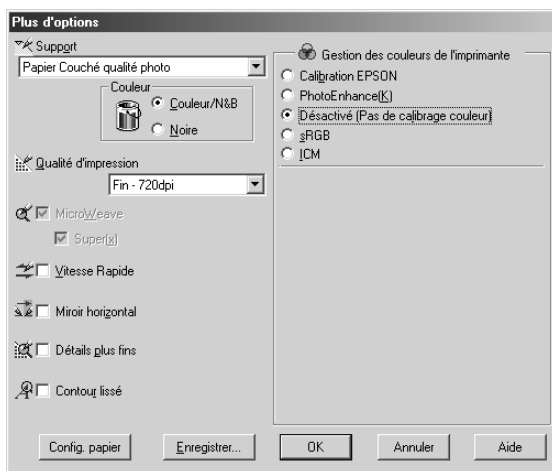 Plus d'options
Support
Papier Couché qualité photo
Couleur
Couleur/N&B
Noire
Qualité d'impression
Fin - 720dpi
MicroWeave
Super(x)
Vitesse Rapide
Miroir horizontal
Détails plus fins
Contour lissé
Gestion des couleurs de l'imprimante
Calibration EPSON
PhotoEnhance(K)
Désactivé (Pas de calibrage couleur)
sRGB
ICM
Config. papier
Enregistrer...
OK
Annuler
Aide